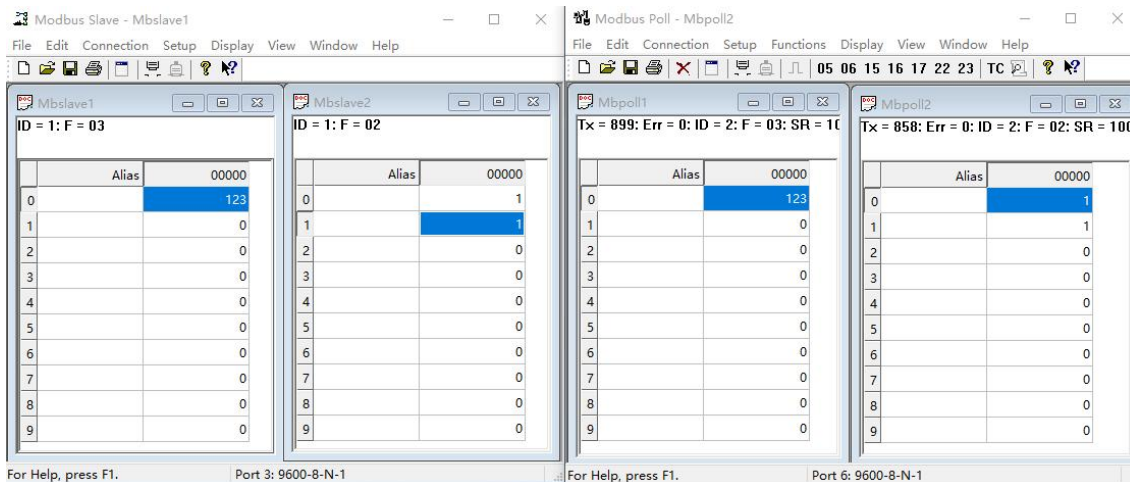 Modbus Slave - Mbslave1
File Edit Connection Setup Display View Window Help
Mbslave1
ID = 1: F = 03
Alias 00000
0 123
1 0
2 0
3 0
4 0
5 0
6 0
7 0
8 0
9 0
Mbslave2
ID = 1: F = 02
Alias 00000
0 1
1 1
2 0
3 0
4 0
5 0
6 0
7 0
8 0
9 0
For Help, press F1. Port 3: 9600-8-N-1
Modbus Poll - Mbpoll2
File Edit Connection Setup Functions Display View Window Help
05 06 15 16 17 22 23 TC
Mbpoll1
Tx = 899: Err = 0: ID = 2: F = 03: SR = 10
Alias 00000
0 123
1 0
2 0
3 0
4 0
5 0
6 0
7 0
8 0
9 0
Mbpoll2
Tx = 858: Err = 0: ID = 2: F = 02: SR = 100
Alias 00000
0 1
1 1
2 0
3 0
4 0
5 0
6 0
7 0
8 0
9 0
For Help, press F1. Port 6: 9600-8-N-1